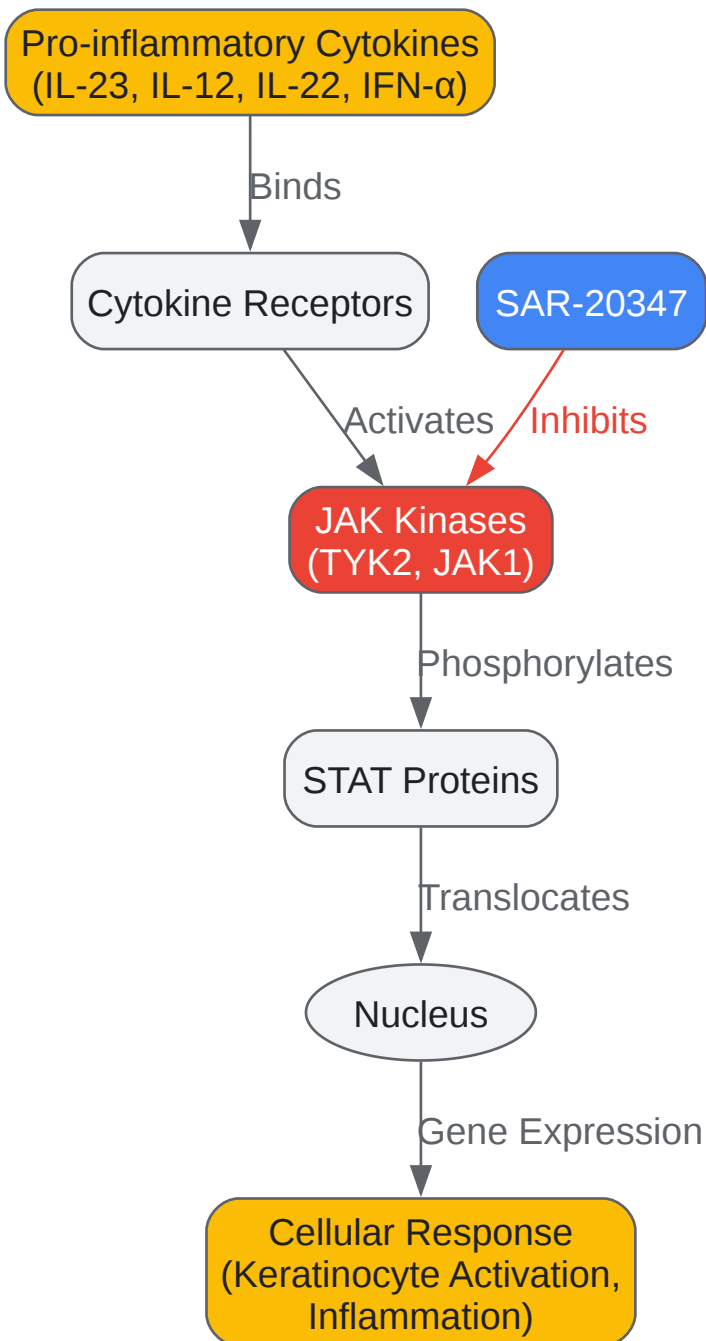 Pro-inflammatory Cytokines
(IL-23, IL-12, IL-22, IFN-α)
Binds
Cytokine Receptors
SAR-20347
Activates
Inhibits
JAK Kinases
(TYK2, JAK1)
Phosphorylates
STAT Proteins
Translocates
Nucleus
Gene Expression
Cellular Response
(Keratinocyte Activation,
Inflammation)